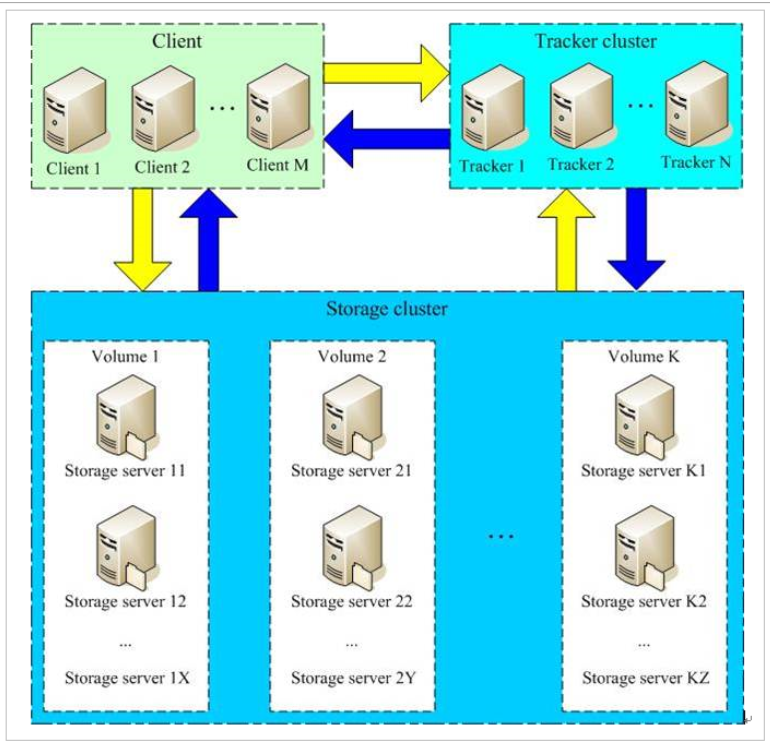 Client
Tracker cluster
...
...
Client 1
Client 2
Client M
Tracker 1
Tracker 2
Tracker N
Storage cluster
Volume 1
Volume 2
Volume K
Storage server 11
Storage server 21
Storage server K1
...
Storage server 12
Storage server 22
Storage server K2
...
...
...
Storage server 1X
Storage server 2Y
Storage server KZ